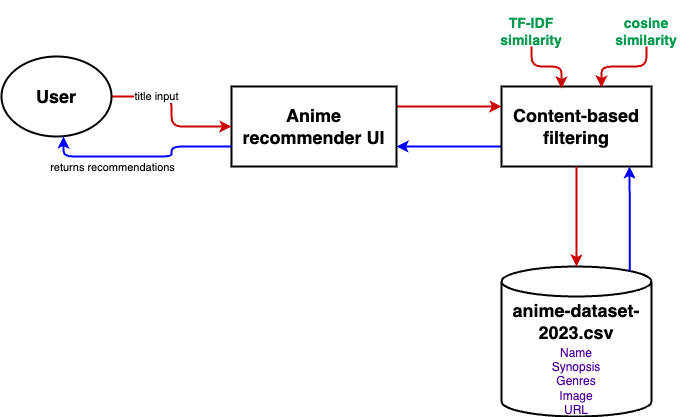 TF-IDF
similarity
cosine
similarity
User
title input
Anime
recommender UI
Content-based
filtering
returns recommendations
anime-dataset-
2023.csv
Name
Synopsis
Genres
Image
URL